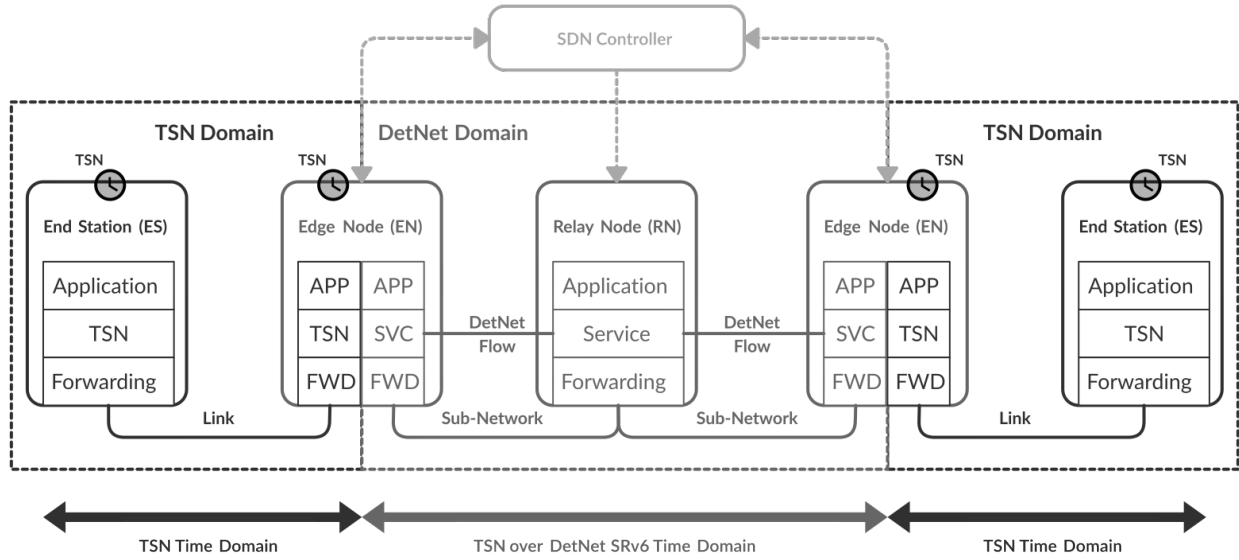 SDN Controller
TSN Domain
DetNet Domain
TSN Domain
TSN
TSN
TSN
TSN
End Station (ES)
Edge Node (EN)
Relay Node (RN)
Edge Node (EN)
End Station (ES)
Application
APP
APP
Application
APP
APP
Application
TSN
TSN
SVC
DetNet
Flow
Service
DetNet
Flow
SVC
TSN
TSN
Forwarding
FWD
FWD
Forwarding
FWD
FWD
Forwarding
Link
Sub-Network
Sub-Network
Link
TSN Time Domain
TSN over DetNet SRv6 Time Domain
TSN Time Domain